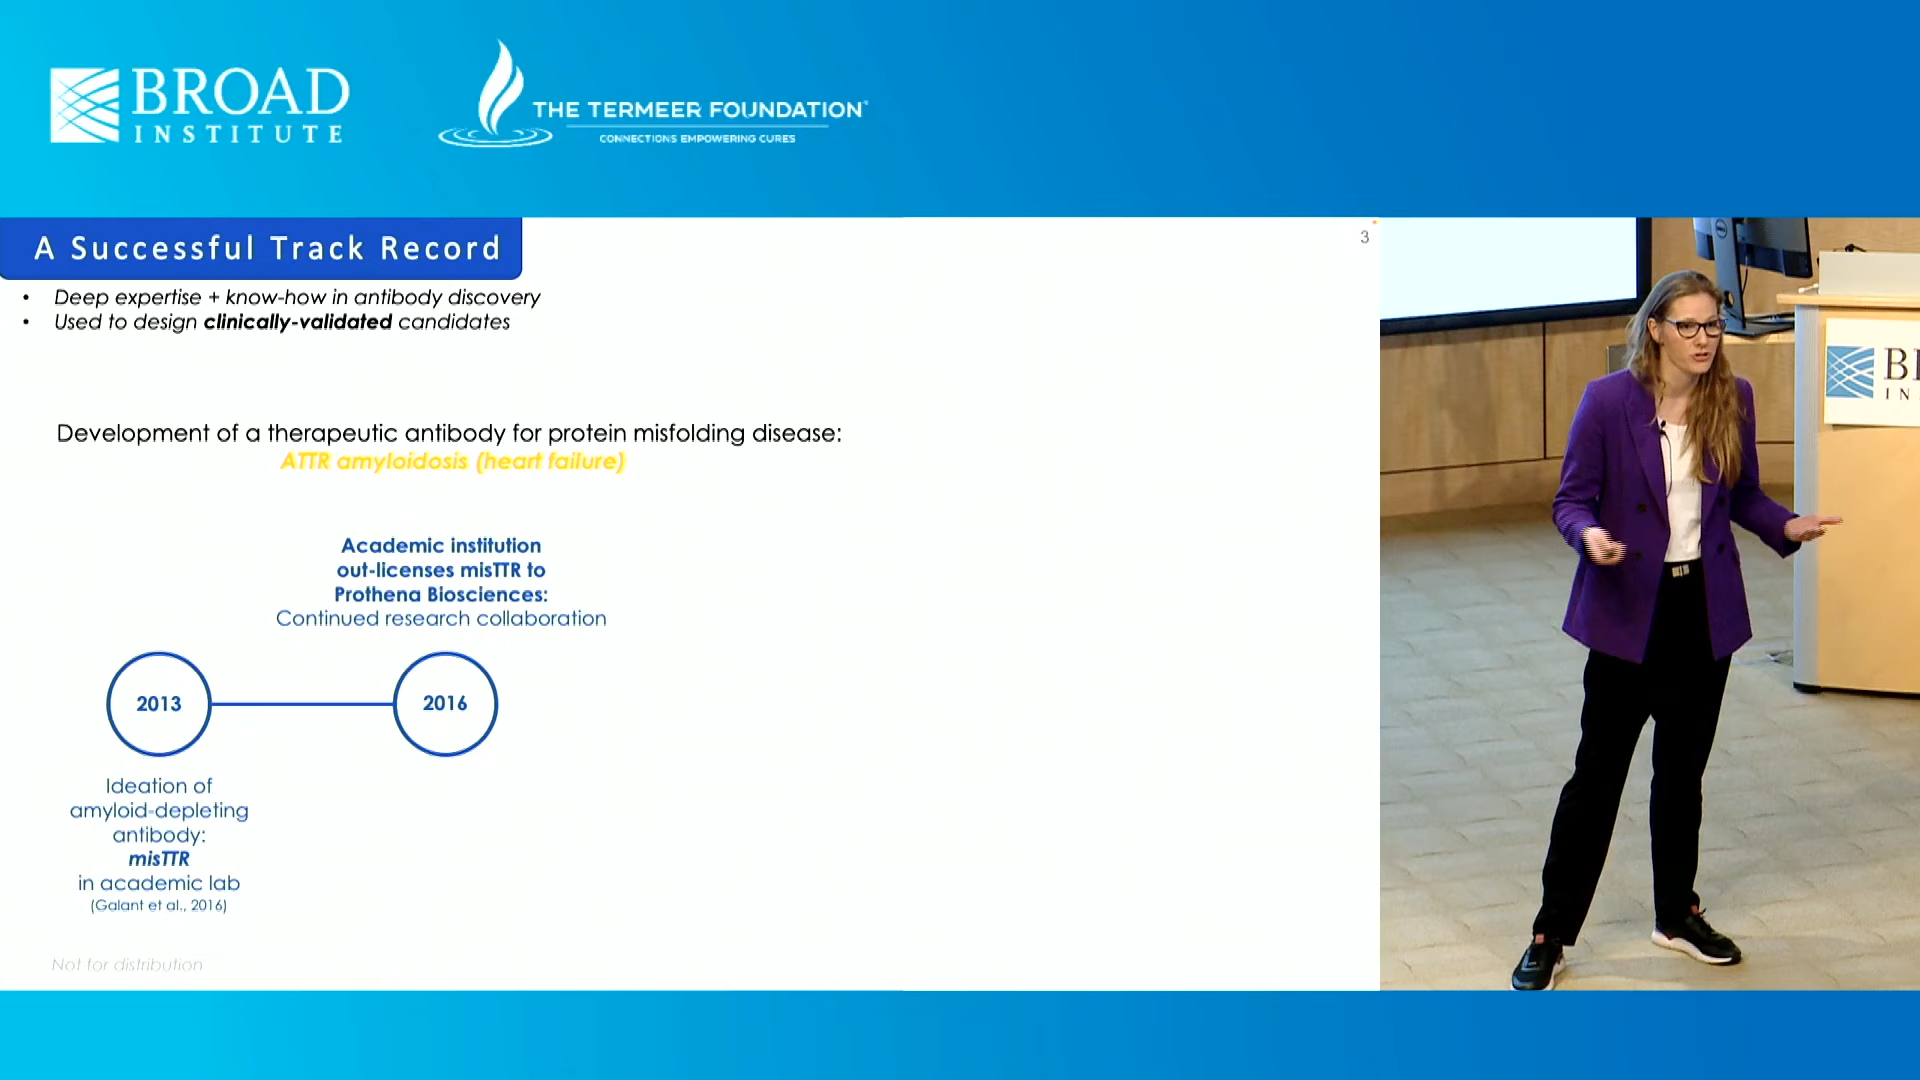 BROAD
INSTITUTE
THE TERMEER FOUNDATION
CONNECTIONS EMPOWERING CURES
A Successful Track Record
3
• Deep expertise + know-how in antibody discovery
• Used to design clinically-validated candidates
Development of a therapeutic antibody for protein misfolding disease:
ATTR amyloidosis (heart failure)
Academic institution
out-licenses misTTR to
Prothena Biosciences:
Continued research collaboration
2013
2016
Ideation of
amyloid-depleting
antibody:
misTTR
in academic lab
(Galant et al., 2016)
Not for distribution
DELL